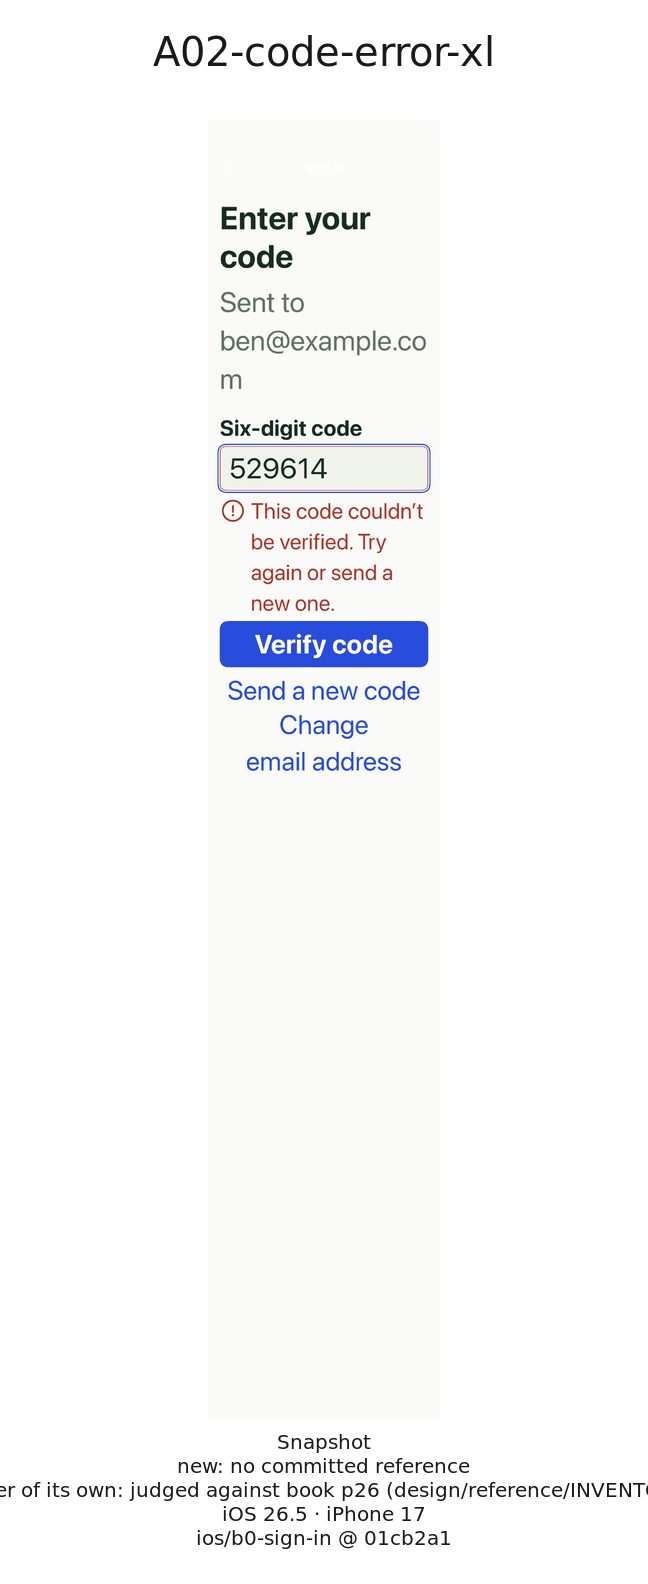 A02-code-error-xl
Sign in
Enter your
code
Sent to
ben@example.co
m
Six-digit code
529614
This code couldn’t
be verified. Try
again or send a
new one.
Verify code
Send a new code
Change
email address
Snapshot
new: no committed reference
er of its own: judged against book p26 (design/reference/INVENTO
iOS 26.5 · iPhone 17
ios/b0-sign-in @ 01cb2a1